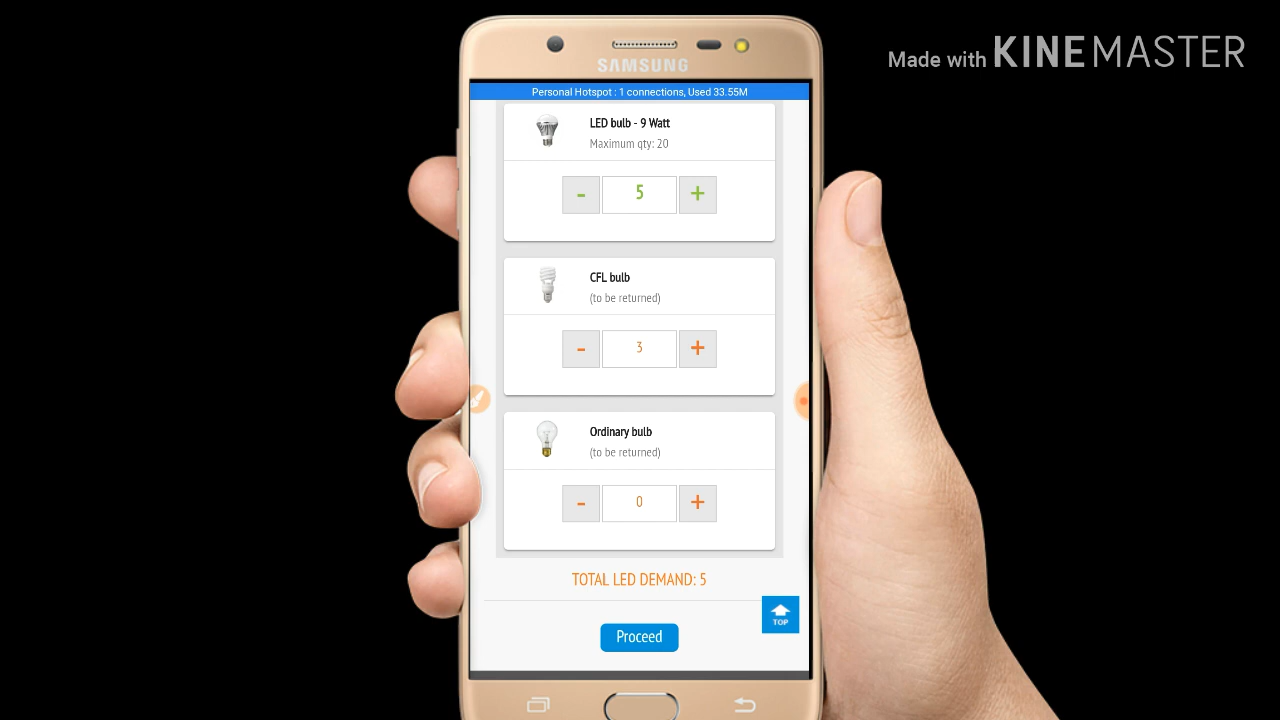 Made with KINEMASTER
SAMSUNG
Personal Hotspot : 1 connections, Used 33.55M
LED bulb - 9 Watt
Maximum qty: 20
- 5 +
CFL bulb
(to be returned)
- 3 +
Ordinary bulb
(to be returned)
- 0 +
TOTAL LED DEMAND: 5
TOP
Proceed